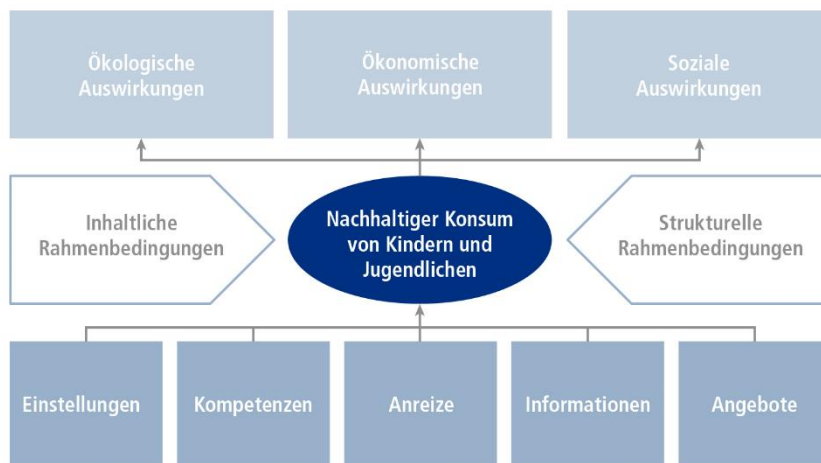 Ökologische
Auswirkungen
Ökonomische
Auswirkungen
Soziale
Auswirkungen
Inhaltliche
Rahmenbedingungen
Nachhaltiger Konsum
von Kindern und
Jugendlichen
Strukturelle
Rahmenbedingungen
Einstellungen
Kompetenzen
Anreize
Informationen
Angebote